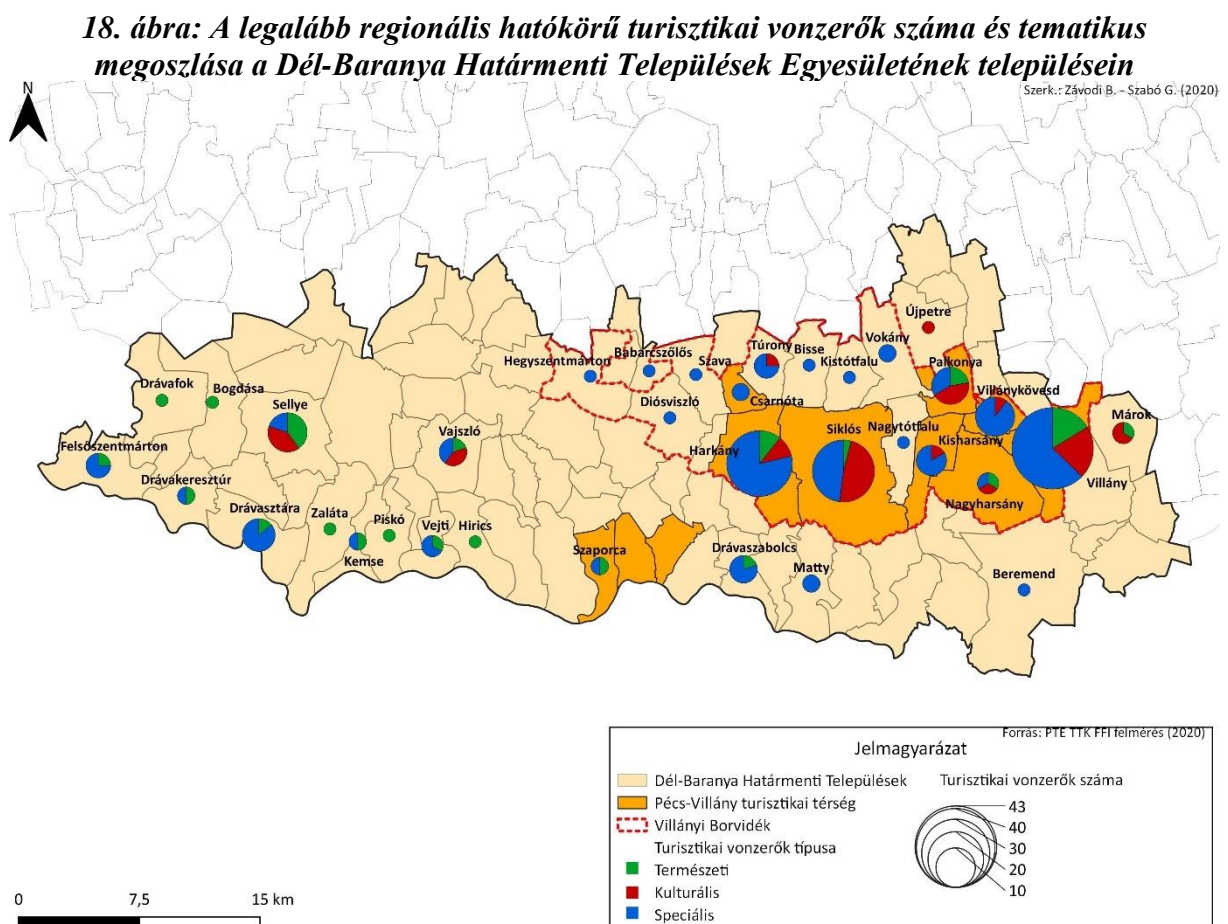 18. ábra: A legalább regionális hatókörű turisztikai vonzerők száma és tematikus
megoszlása a Dél-Baranya Határmenti Települések Egyesületének településein
N
Szerk.: Závodi B. - Szabó G. (2020)
Újpetre
Vokány
Túrony
Bisse
Kistótfalu
Palkonya
Hegyszentmárton
Babarcszőlős
Szava
Drávafok
Bogdása
Csarnóta
Villánykövesd
Sellye
Diósviszló
Márok
Vajszló
Siklós
Nagytótfalu
Kisharsány
Felsőszentmárton
Harkány
Drávakeresztúr
Villány
Nagyharsány
Drávasztára
Zaláta
Piskó
Vejti
Hirics
Kemse
Szaporca
Drávaszabolcs
Matty
Beremend
Forrás: PTE TTK FFI felmérés (2020)
Jelmagyarázat
Dél-Baranya Határmenti Települések
Pécs-Villány turisztikai térség
Villányi Borvidék
Turisztikai vonzerők típusa
Természeti
Kulturális
Speciális
Turisztikai vonzerők száma
43
40
30
20
10
0 7,5 15 km